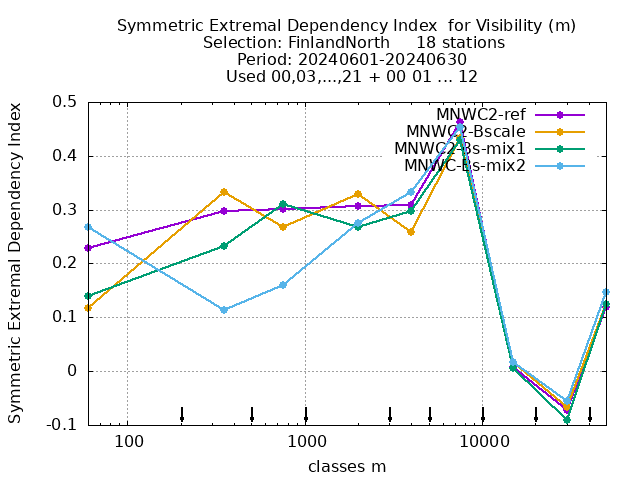 Symmetric Extremal Dependency Index  for Visibility (m)
Selection: FinlandNorth     18 stations
Period: 20240601-20240630
Used 00,03,...,21 + 00 01 ... 12
MNWC2-ref
MNWC2-Bscale
MNWC2-Bs-mix1
MNWC-Bs-mix2
Symmetric Extremal Dependency Index
0.5
0.4
0.3
0.2
0.1
0
-0.1
100
1000
10000
classes m